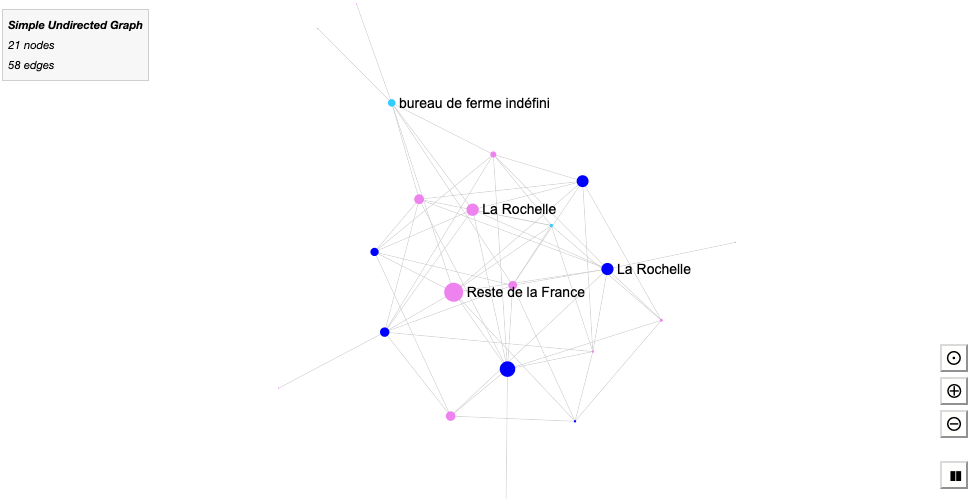 Simple Undirected Graph
21 nodes
58 edges
bureau de ferme indéfini
La Rochelle
La Rochelle
Reste de la France